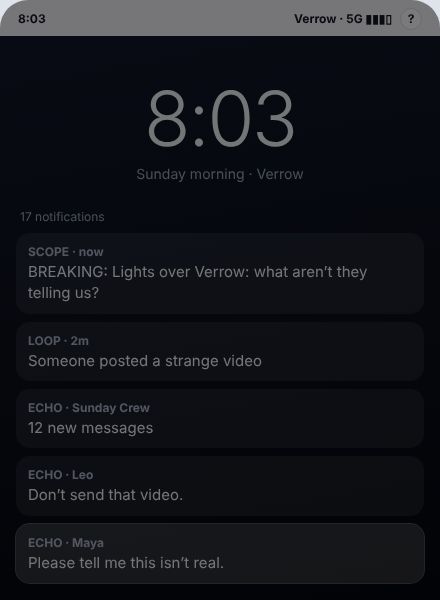 8:03
Verrow · 5G
?
8:03
Sunday morning · Verrow
17 notifications
SCOPE · now
BREAKING: Lights over Verrow: what aren’t they
telling us?
LOOP · 2m
Someone posted a strange video
ECHO · Sunday Crew
12 new messages
ECHO · Leo
Don’t send that video.
ECHO · Maya
Please tell me this isn’t real.